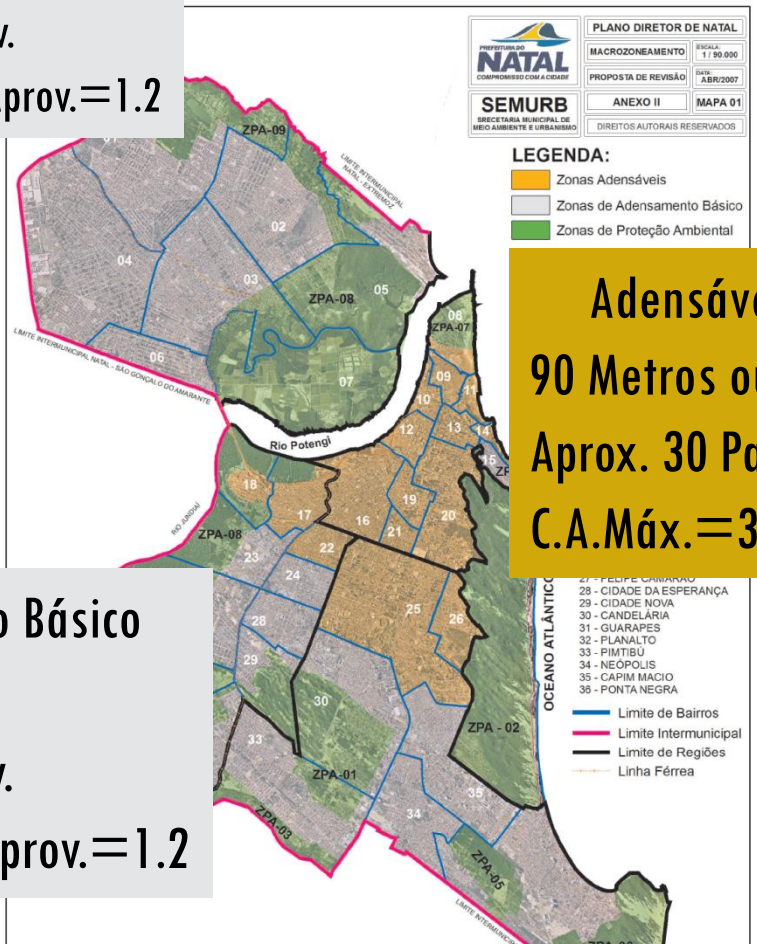 Aprov.=1.2
PREFEITURA DO
NATAL
COMPROMISSO COM A CIDADE
SEMURB
SECRETARIA MUNICIPAL DE
MEIO AMBIENTE E URBANISMO
PLANO DIRETOR DE NATAL
MACROZONEAMENTO
ESCALA:
1 / 90.000
PROPOSTA DE REVISÃO
DATA:
ABR/2007
ANEXO II
MAPA 01
DIREITOS AUTORAIS RESERVADOS
LEGENDA:
Zonas Adensáveis
Zonas de Adensamento Básico
Zonas de Proteção Ambiental
ZPA-09
LIMITE INTERMUNICIPAL
NATAL - EXTREMOZ
02
04
03
05
ZPA-08
08
ZPA-07
06
07
LIMITE INTERMUNICIPAL NATAL - SÃO GONÇALO DO AMARANTE
Rio Potengi
RIO JUNDIAÍ
09
11
10
12
13
14
15
18
17
16
19
20
21
22
ZPA-08
23
24
25
26
28
29
30
33
ZPA-01
ZPA - 02
ZPA-03
34
35
ZPA-05
LIMITE INTERMUNICIP
OCEANO ATLÂNTICO
Adensáve
90 Metros ou
Aprox. 30 Pa
C.A.Máx.=3
27 - FELIPE CAMARÃO
28 - CIDADE DA ESPERANÇA
29 - CIDADE NOVA
30 - CANDELÁRIA
31 - GUARAPES
32 - PLANALTO
33 - PIMTIBÚ
34 - NEÓPOLIS
35 - CAPIM MACIO
36 - PONTA NEGRA
Limite de Bairros
Limite Intermunicipal
Limite de Regiões
Linha Férrea
o Básico
v.
prov.=1.2